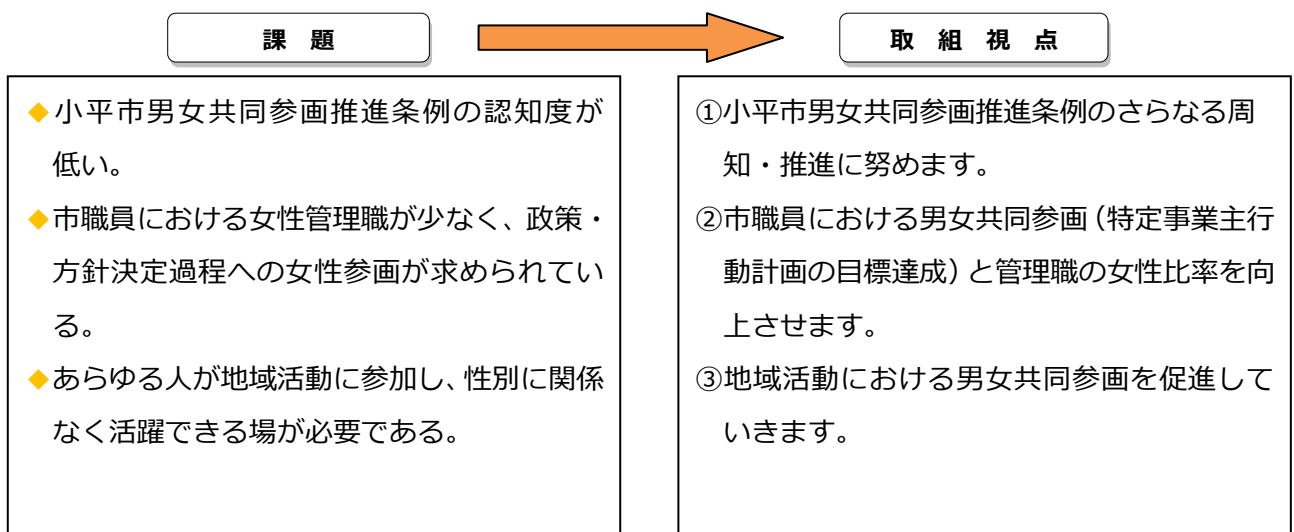 課題
取組視点
◆小平市男女共同参画推進条例の認知度が
低い。
◆市職員における女性管理職が少なく、政策・
方針決定過程への女性参画が求められてい
る。
◆あらゆる人が地域活動に参加し、性別に関係
なく活躍できる場が必要である。
①小平市男女共同参画推進条例のさらなる周
知・推進に努めます。
②市職員における男女共同参画（特定事業主行
動計画の目標達成）と管理職の女性比率を向
上させます。
③地域活動における男女共同参画を促進して
いきます。